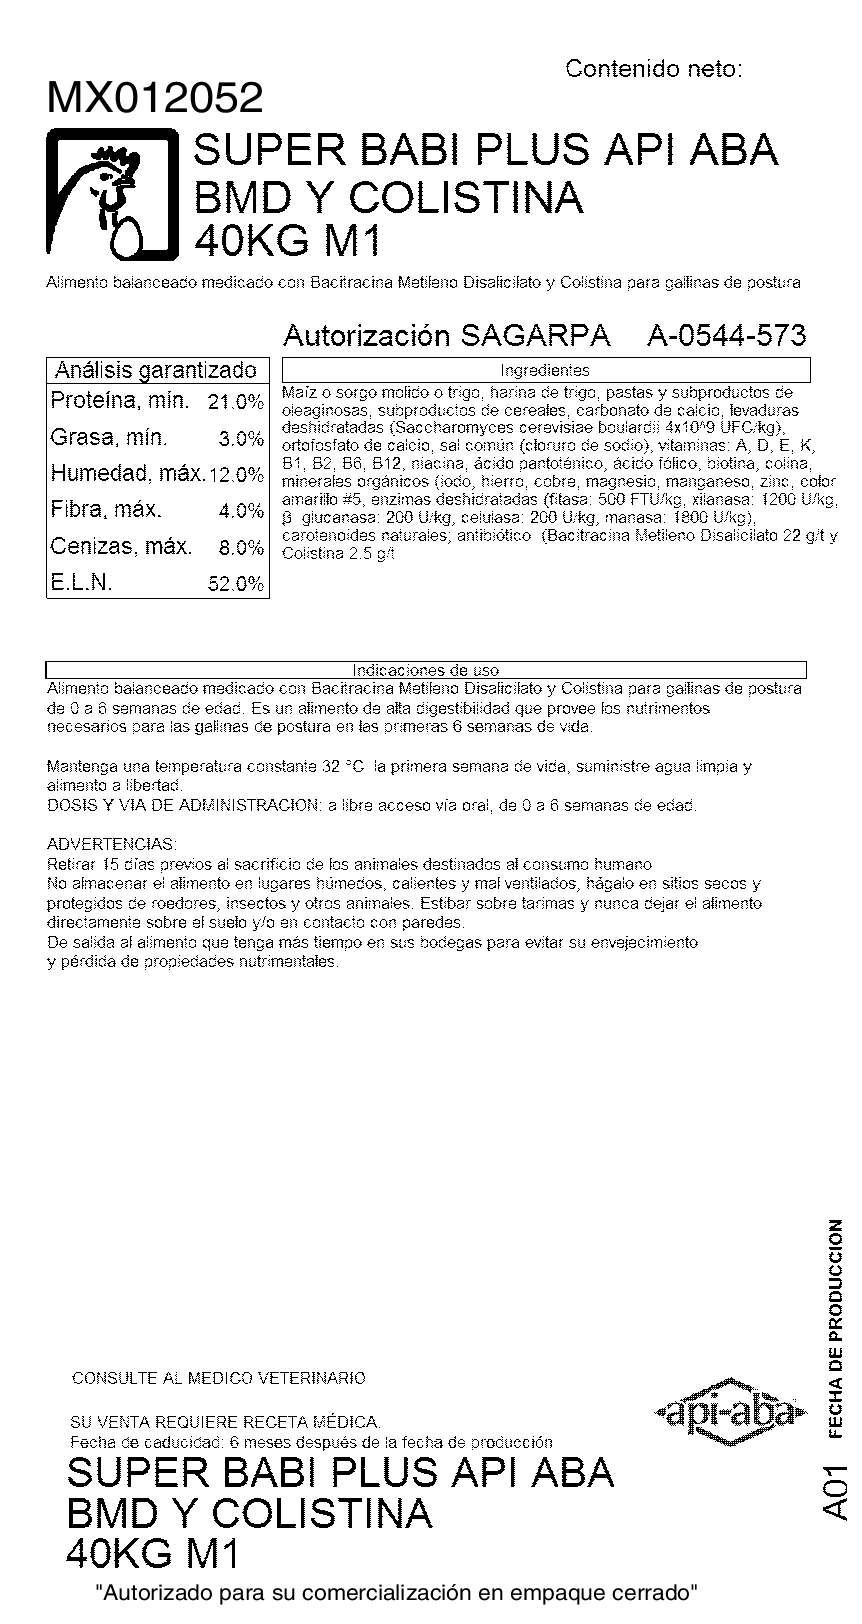 Contenido neto:
MX012052
SUPER BABI PLUS API ABA
BMD Y COLISTINA
40KG M1
Alimento balanceado medicado con Bacitracina Metileno Disalicilato y Colistina para gallinas de postura
Autorización SAGARPA A-0544-573
Análisis garantizado
Proteína, mín. 21.0%
Grasa, mín. 3.0%
Humedad, máx. 12.0%
Fibra, máx. 4.0%
Cenizas, máx. 8.0%
E.L.N. 52.0%
Ingredientes
Maíz o sorgo molido o trigo, harina de trigo, pastas y subproductos de
oleaginosas, subproductos de cereales, carbonato de calcio, levaduras
deshidratadas (Saccharomyces cerevisiae boulardii 4x10^9 UFC/kg),
ortofosfato de calcio, sal común (cloruro de sodio), vitaminas: A, D, E, K,
B1, B2, B6, B12, niacina, ácido pantoténico, ácido fólico, biotina, colina,
minerales orgánicos (iodo, hierro, cobre, magnesio, manganeso, zinc, color
amarillo #5, enzimas deshidratadas (fitasa: 500 FTU/kg, xilanasa: 1200 U/kg,
β glucanasa: 200 U/kg, celulasa: 200 U/kg, manasa: 1800 U/kg),
carotenoides naturales; antibiótico (Bacitracina Metileno Disalicilato 22 g/t y
Colistina 2.5 g/t
Indicaciones de uso
Alimento balanceado medicado con Bacitracina Metileno Disalicilato y Colistina para gallinas de postura
de 0 a 6 semanas de edad. Es un alimento de alta digestibilidad que provee los nutrimentos
necesarios para las gallinas de postura en las primeras 6 semanas de vida.
Mantenga una temperatura constante 32 °C la primera semana de vida, suministre agua limpia y
alimento a libertad.
DOSIS Y VIA DE ADMINISTRACION: a libre acceso vía oral, de 0 a 6 semanas de edad.
ADVERTENCIAS:
Retirar 15 días previos al sacrificio de los animales destinados al consumo humano
No almacenar el alimento en lugares húmedos, calientes y mal ventilados, hágalo en sitios secos y
protegidos de roedores, insectos y otros animales. Estibar sobre tarimas y nunca dejar el alimento
directamente sobre el suelo y/o en contacto con paredes.
De salida al alimento que tenga más tiempo en sus bodegas para evitar su envejecimiento
y pérdida de propiedades nutrimentales.
FECHA DE PRODUCCION
A01
CONSULTE AL MEDICO VETERINARIO
api-aba
SU VENTA REQUIERE RECETA MÉDICA.
Fecha de caducidad: 6 meses después de la fecha de producción
SUPER BABI PLUS API ABA
BMD Y COLISTINA
40KG M1
"Autorizado para su comercialización en empaque cerrado"